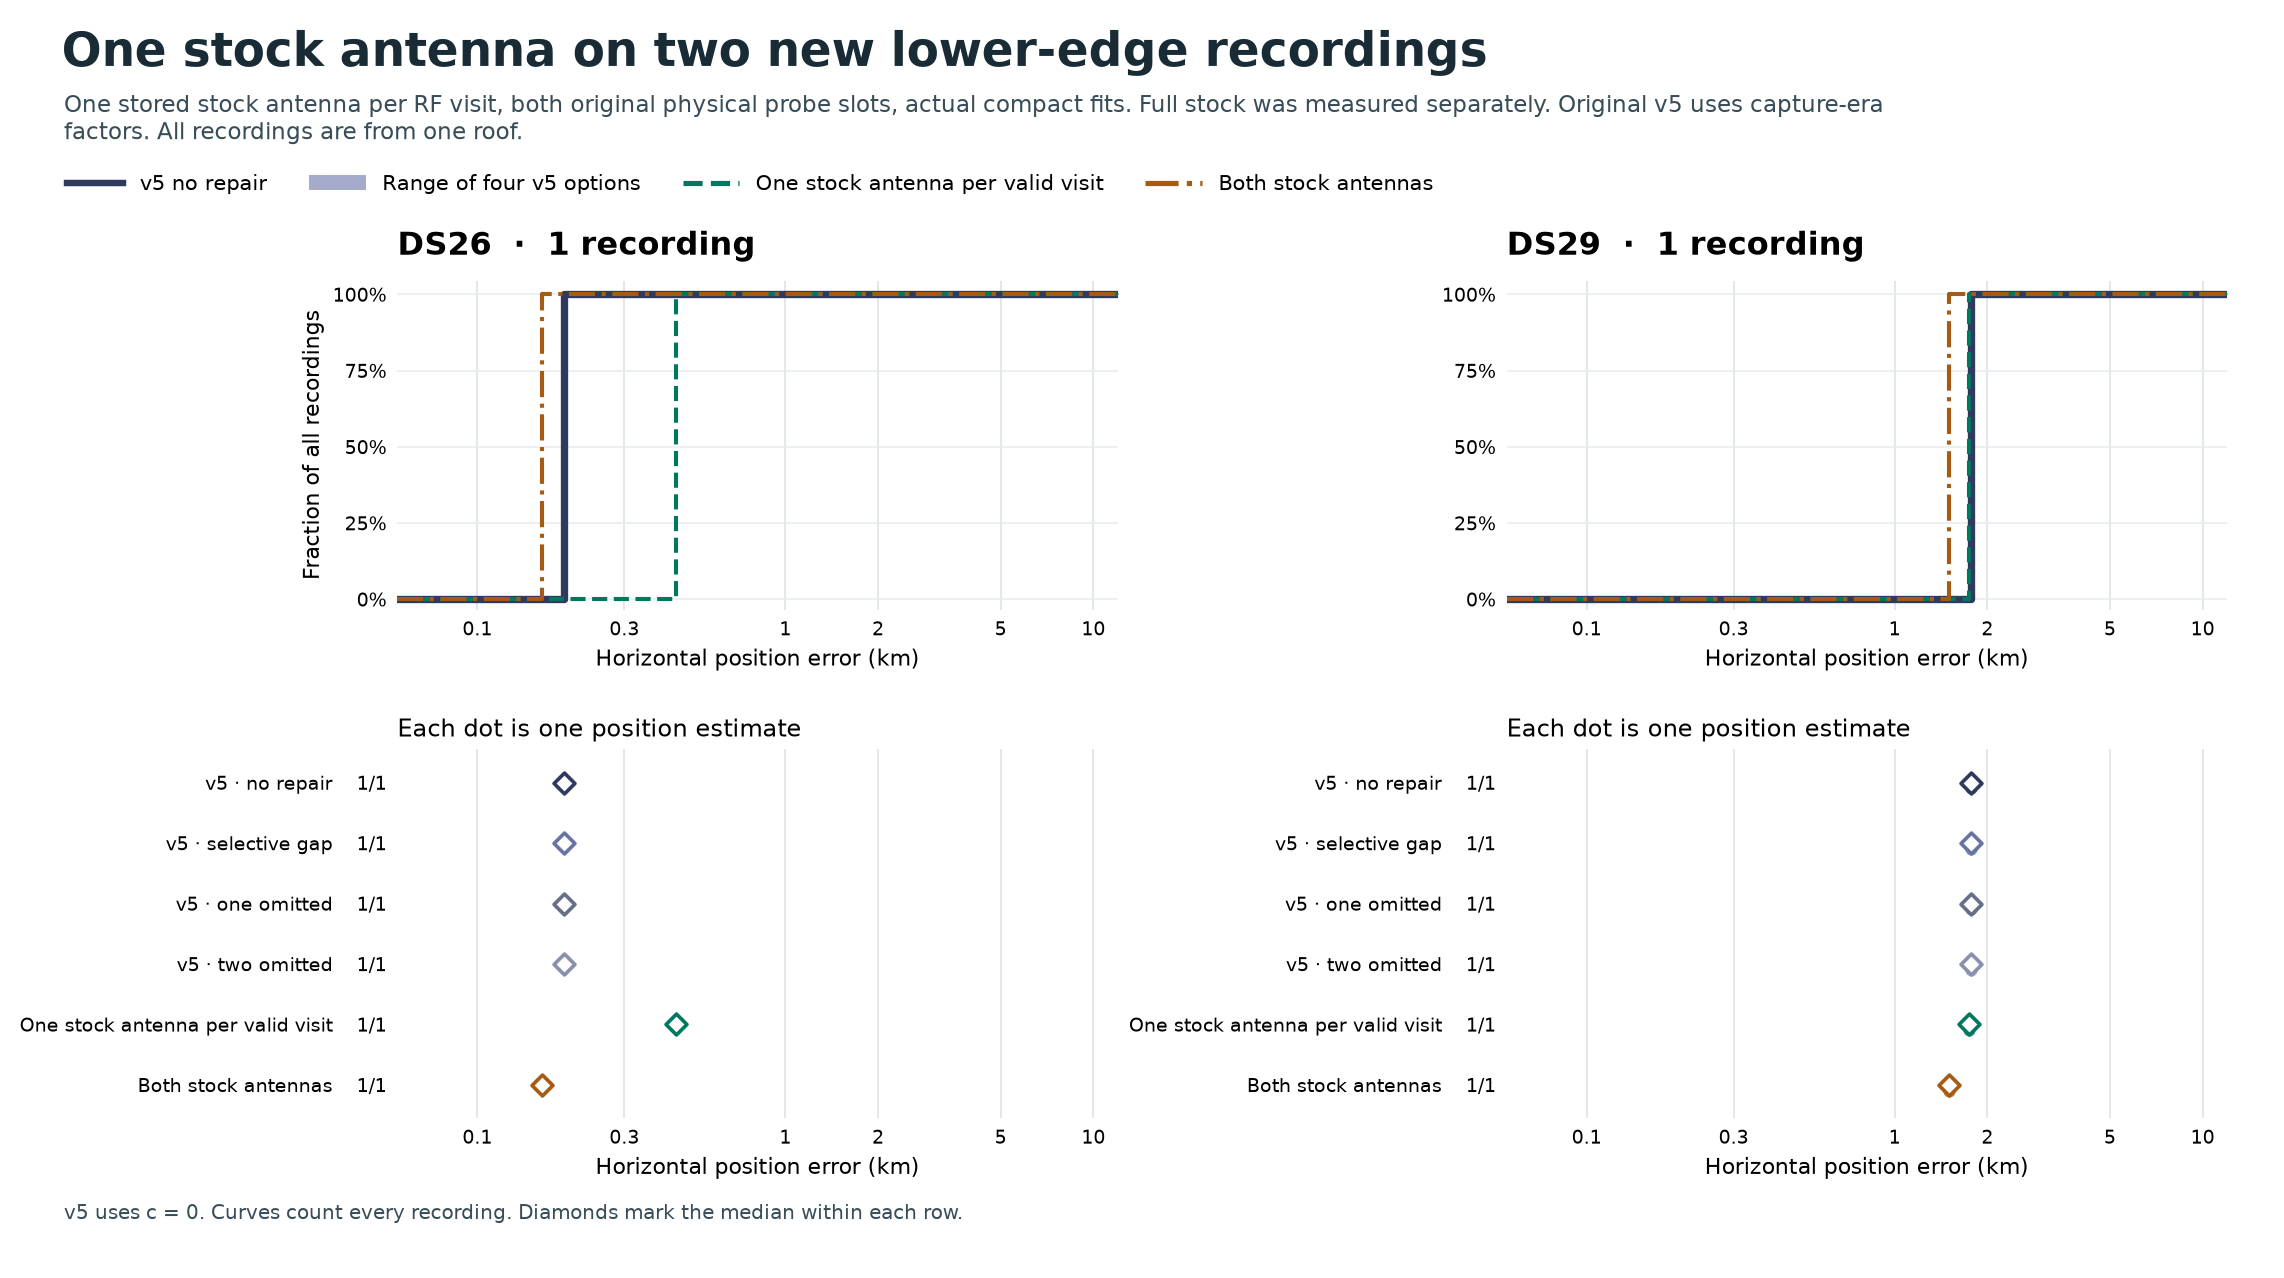 One stock antenna on two new lower-edge recordings
One stored stock antenna per RF visit, both original physical probe slots, actual compact fits. Full stock was measured separately. Original v5 uses capture-era
factors. All recordings are from one roof.
v5 no repair
Range of four v5 options
One stock antenna per valid visit
Both stock antennas
DS26 · 1 recording
100%
75%
50%
25%
0%
Fraction of all recordings
0.1 0.3 1 2 5 10
Horizontal position error (km)
DS29 · 1 recording
100%
75%
50%
25%
0%
0.1 0.3 1 2 5 10
Horizontal position error (km)
Each dot is one position estimate
v5 · no repair 1/1
v5 · selective gap 1/1
v5 · one omitted 1/1
v5 · two omitted 1/1
One stock antenna per valid visit 1/1
Both stock antennas 1/1
0.1 0.3 1 2 5 10
Horizontal position error (km)
Each dot is one position estimate
v5 · no repair 1/1
v5 · selective gap 1/1
v5 · one omitted 1/1
v5 · two omitted 1/1
One stock antenna per valid visit 1/1
Both stock antennas 1/1
0.1 0.3 1 2 5 10
Horizontal position error (km)
v5 uses c = 0. Curves count every recording. Diamonds mark the median within each row.